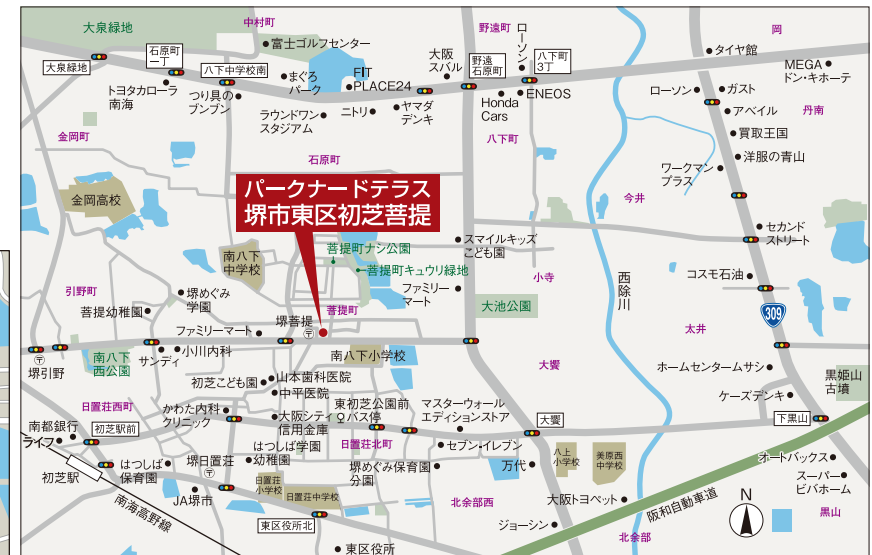 大泉緑地
中村町
野遠町
岡
富士ゴルフセンター
ローソン
石原町
一丁
大泉緑地
八下中学校南
まぐろ
パーク
FIT
PLACE24
大阪
スバル
野遠
石原町
八下町
3丁
タイヤ館
MEGA
ドン・キホーテ
トヨタカローラ
南海
つり具の
ブンブン
ラウンドワン
スタジアム
ニトリ
ヤマダ
デンキ
Honda
Cars
ENEOS
ローソン
ガスト
アベイル
丹南
買取王国
洋服の青山
金岡町
石原町
八下町
ワークマン
プラス
金岡高校
パークナードテラス
堺市東区初芝菩提
今井
セカンド
ストリート
スマイルキッズ
こども園
南八下
中学校
菩提町ナシ公園
菩提町キュウリ緑地
小寺
西除川
コスモ石油
ファミリー
マート
引野町
堺めぐみ
学園
菩提幼稚園
菩提町
大池公園
309
太井
ファミリーマート
堺菩提
〒
〒
堺引野
南八下
西公園
サンディ
小川内科
南八下小学校
大饗
ホームセンタームサシ
黒姫山
古墳
初芝こども園
山本歯科医院
中平医院
ケーズデンキ
日置荘西町
かわた内科
クリニック
大阪シティ
信用金庫
東初芝公園前
バス停
マスターウォール
エディションストア
大饗
下黒山
南都銀行
ライフ
初芝駅前
はつしば学園
幼稚園
日置荘北町
セブン-イレブン
八上
小学校
美原西
中学校
オートバックス
初芝駅
はつしば
保育園
堺日置荘
〒
堺めぐみ保育園
分園
万代
スーパー
ビバホーム
JA堺市
日置荘
小学校
日置荘中学校
北余部西
大阪トヨペット
阪和自動車道
N
黒山
南海高野線
東区役所北
ジョーシン
北余部
東区役所